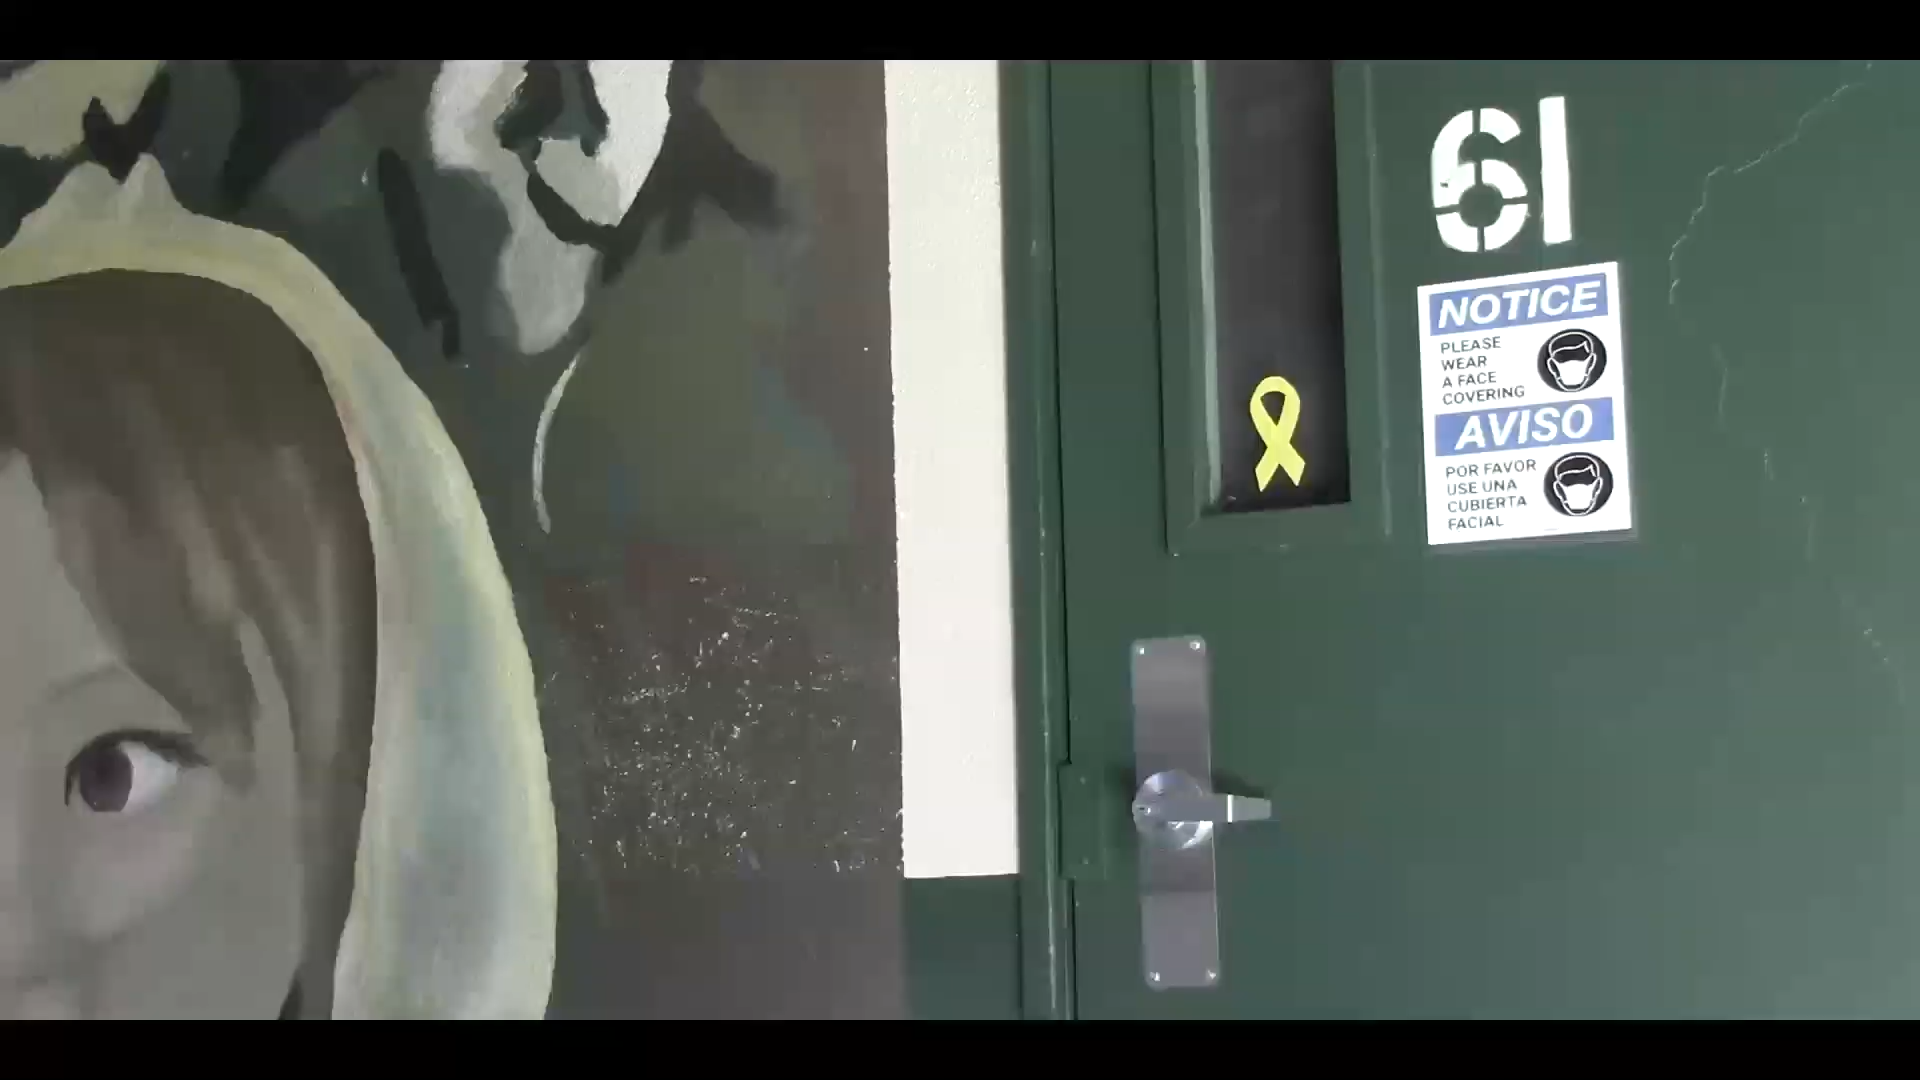 61
NOTICE
PLEASE
WEAR
A FACE
COVERING
AVISO
POR FAVOR
USE UNA
CUBIERTA
FACIAL